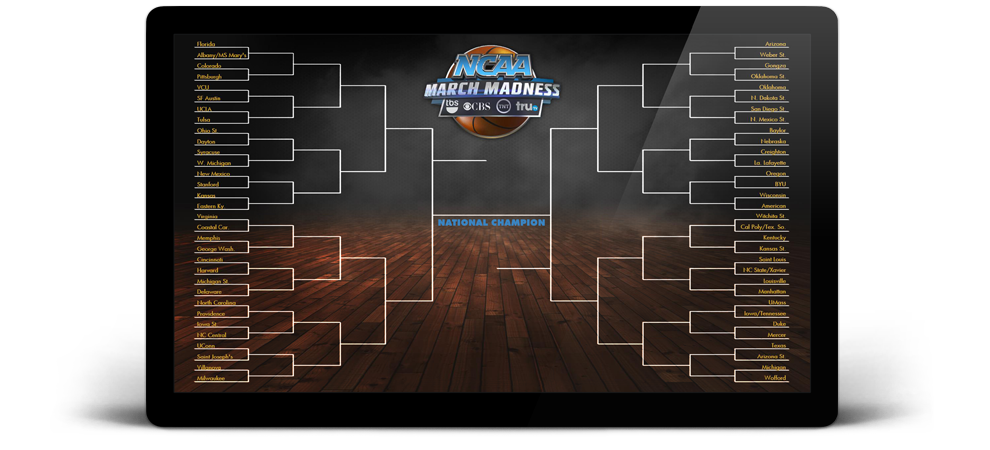 Florida
Albany/MS Mary's
Colorado
Pittsburgh
VCU
SF Austin
UCLA
Tulsa
Ohio St.
Dayton
Syracuse
W. Michigan
New Mexico
Stanford
Kansas
Eastern Ky.
Virginia
Coastal Car.
Memphis
George Wash.
Cincinnati
Harvard
Michigan St.
Delaware
North Carolina
Providence
Iowa St.
NC Central
UConn
Saint Joseph's
Villanova
Milwaukee
NCAA
MARCH MADNESS
tbs CBS TNT tru
NATIONAL CHAMPION
Arizona
Weber St.
Gonzaga
Oklahoma St.
Oklahoma
N. Dakota St.
San Diego St.
N. Mexico St.
Baylor
Nebraska
Creighton
La. Lafayette
Oregon
BYU
Wisconsin
American
Witchita St.
Cal Poly/Tex. So.
Kentucky
Kansas St.
Saint Louis
NC State/Xavier
Louisville
Manhattan
UMass
Iowa/Tennessee
Duke
Mercer
Texas
Arizona St.
Michigan
Wofford